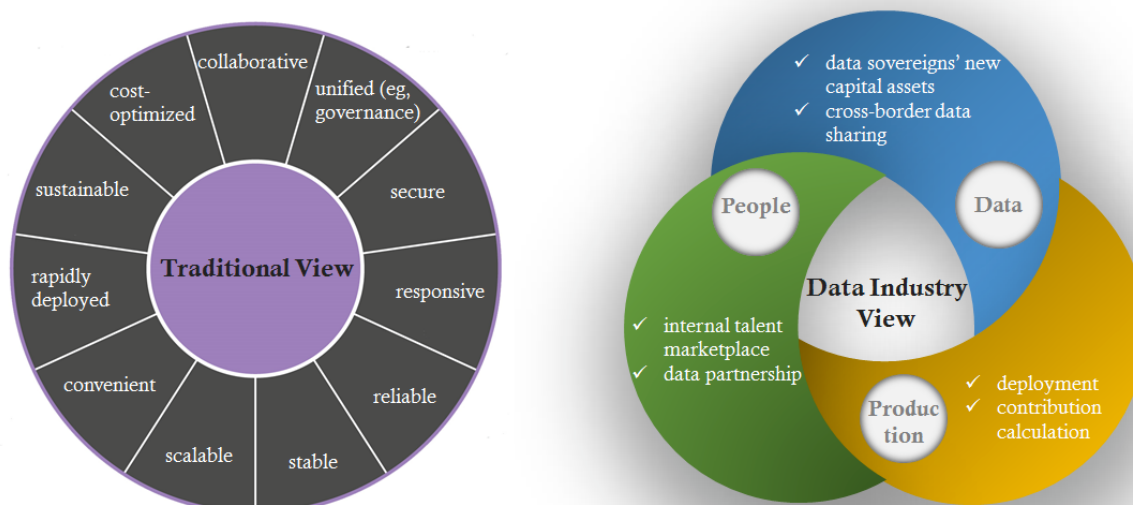 collaborative
unified (eg,
governance)
secure
responsive
reliable
stable
scalable
convenient
rapidly
deployed
sustainable
cost-
optimized
Traditional View
✓ data sovereigns’ new
capital assets
✓ cross-border data
sharing
People
Data
Data Industry
View
✓ internal talent
marketplace
✓ data partnership
Produc
tion
✓ deployment
✓ contribution
calculation